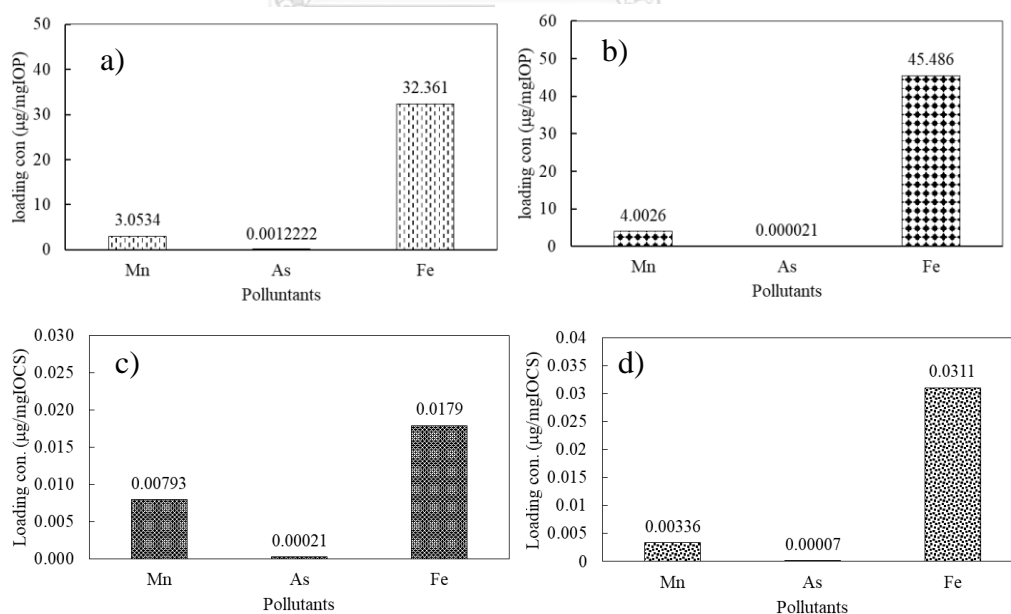 a)
loading con (µg/mgIOP)
50
40
30
20
10
0
3.0534
0.0012222
32.361
Mn As Fe
Polluntants
b)
loading con (µg/mgIOP)
60
50
40
30
20
10
0
4.0026
0.000021
45.486
Mn As Fe
Pollutants
c)
Loading con. (µg/mgIOCS)
0.030
0.025
0.020
0.015
0.010
0.005
0.000
0.00793
0.00021
0.0179
Mn As Fe
Pollutants
d)
Loading con. (µg/mgIOCS)
0.04
0.035
0.03
0.025
0.02
0.015
0.01
0.005
0
0.00336
0.00007
0.0311
Mn As Fe
Pollutants